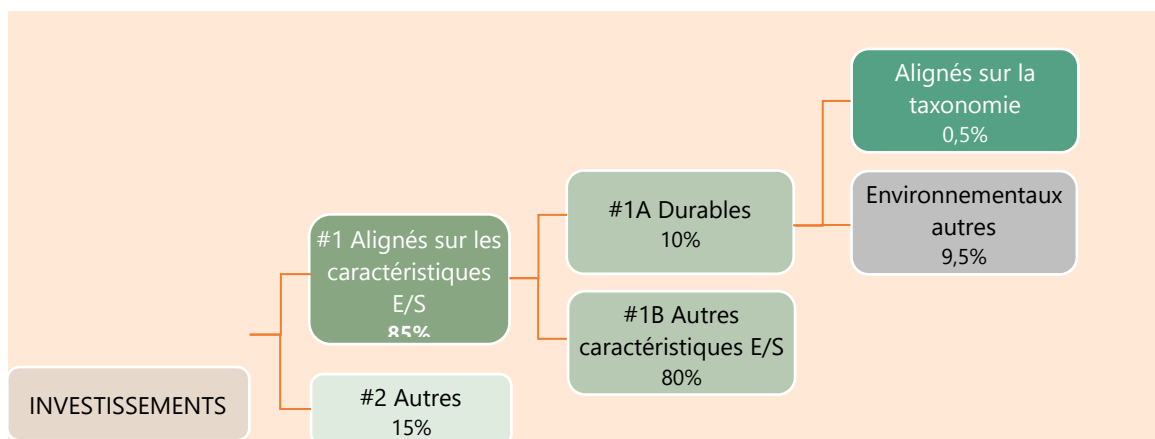 INVESTISSEMENTS
#1 Alignés sur les
caractéristiques
E/S
85%
#2 Autres
15%
#1A Durables
10%
#1B Autres
caractéristiques E/S
80%
Alignés sur la
taxonomie
0,5%
Environnementaux
autres
9,5%